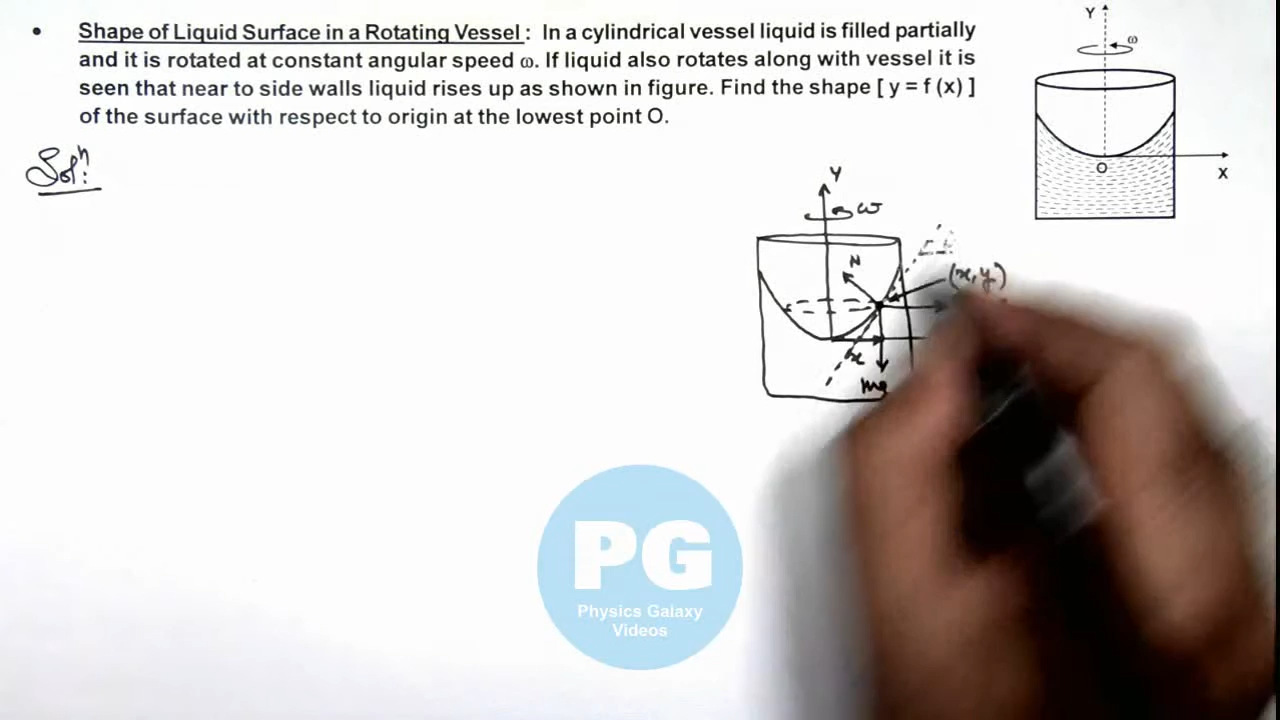 • Shape of Liquid Surface in a Rotating Vessel : In a cylindrical vessel liquid is filled partially
and it is rotated at constant angular speed ω. If liquid also rotates along with vessel it is
seen that near to side walls liquid rises up as shown in figure. Find the shape [ y = f (x) ]
of the surface with respect to origin at the lowest point O.
Y
ω
O
X
Solⁿ:
Y
ω
N
(x,y)
x
mg
PG
Physics Galaxy
Videos